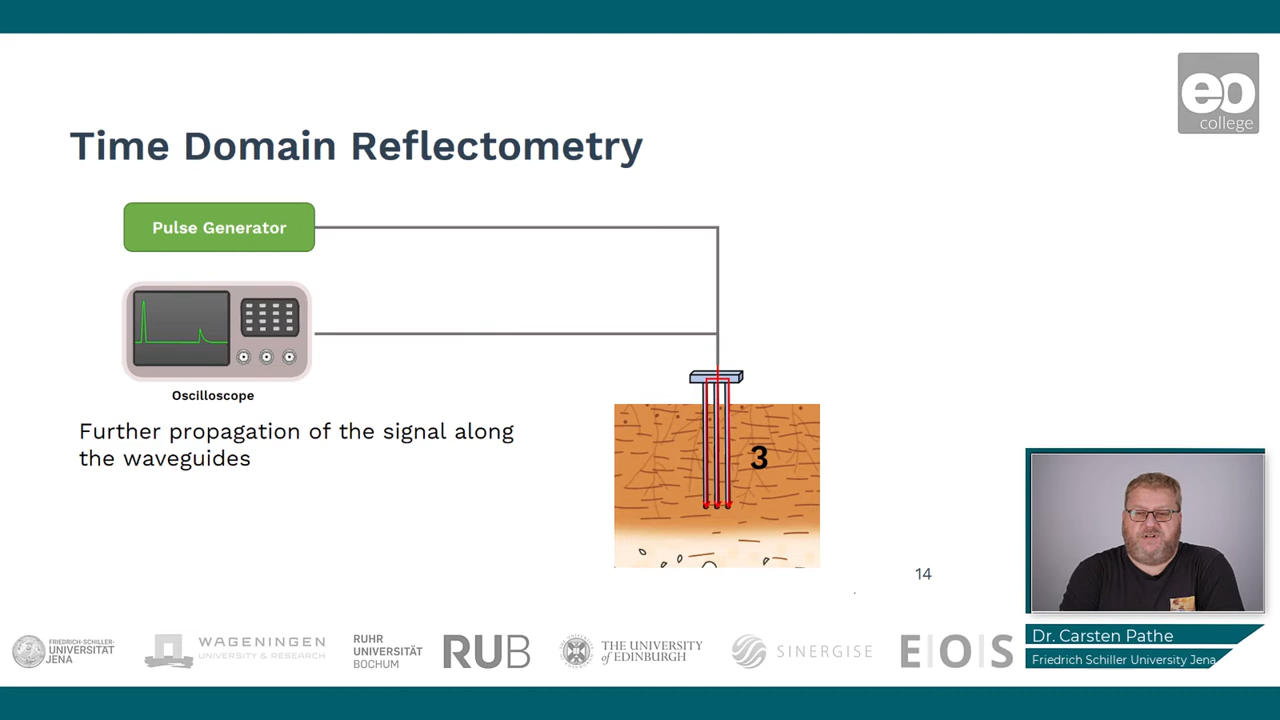 eo
college
Time Domain Reflectometry
Pulse Generator
Oscilloscope
Further propagation of the signal along
the waveguides
3
14
Dr. Carsten Pathe
Friedrich Schiller University Jena
FRIEDRICH-SCHILLER-
UNIVERSITÄT
JENA
WAGENINGEN
UNIVERSITY & RESEARCH
RUHR
UNIVERSITÄT
BOCHUM
RUB
THE UNIVERSITY
of EDINBURGH
SINERGISE
E|O|S